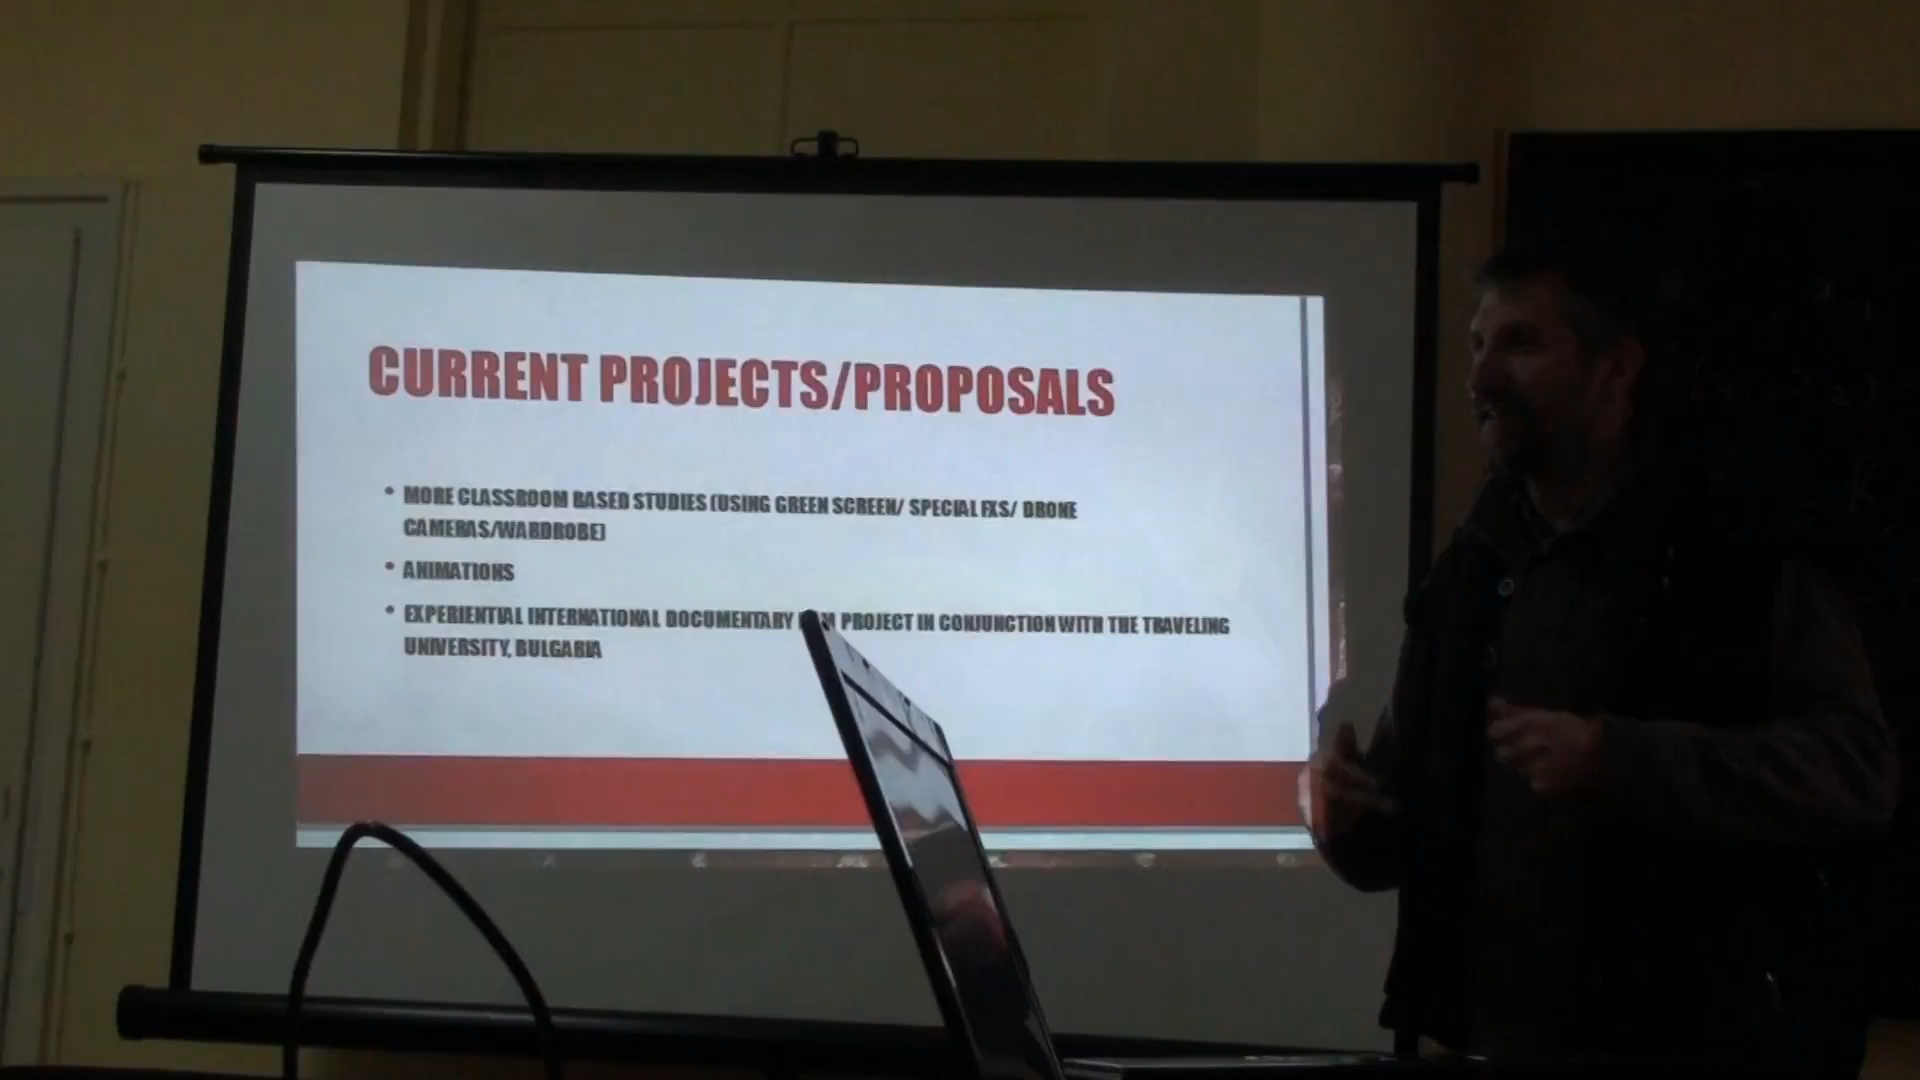 CURRENT PROJECTS/PROPOSALS
• MORE CLASSROOM BASED STUDIES (USING GREEN SCREEN/ SPECIAL FXS/ DRONE
CAMERAS/WARDROBE)
• ANIMATIONS
• EXPERIENTIAL INTERNATIONAL DOCUMENTARY PROJECT IN CONJUNCTION WITH THE TRAVELING
UNIVERSITY, BULGARIA